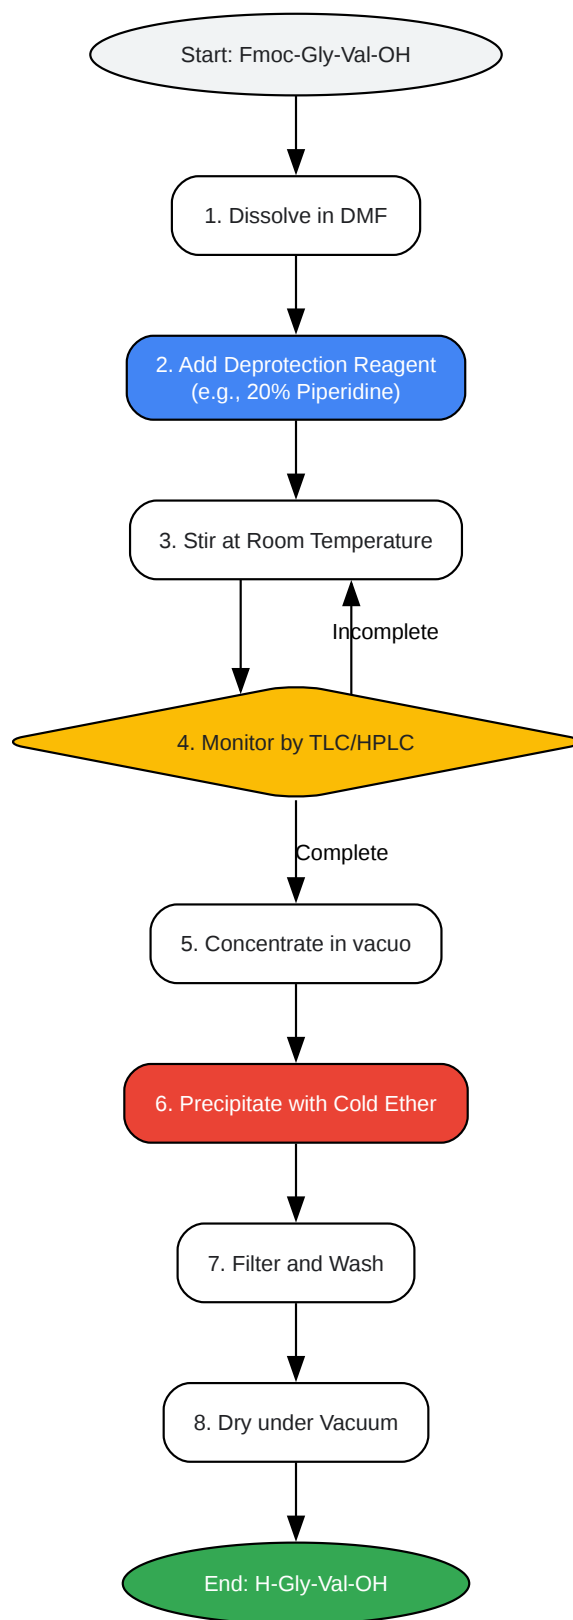 Start: Fmoc-Gly-Val-OH
1. Dissolve in DMF
2. Add Deprotection Reagent
(e.g., 20% Piperidine)
3. Stir at Room Temperature
Incomplete
4. Monitor by TLC/HPLC
Complete
5. Concentrate in vacuo
6. Precipitate with Cold Ether
7. Filter and Wash
8. Dry under Vacuum
End: H-Gly-Val-OH